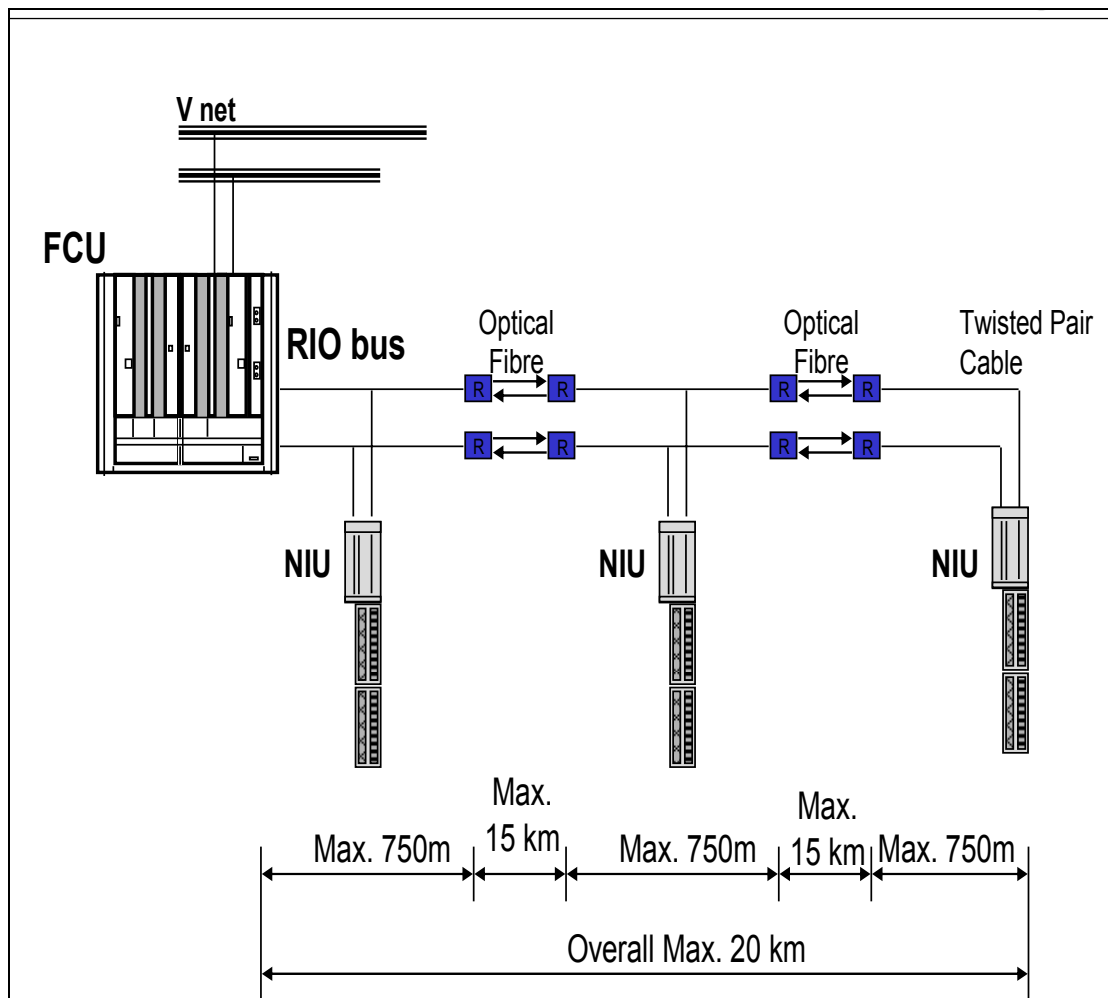 V net
FCU
RIO bus
Optical
Fibre
Optical
Fibre
Twisted Pair
Cable
R
R
R
R
R
R
R
R
NIU
NIU
NIU
Max. 750m
Max.
15 km
Max. 750m
Max.
15 km
Max. 750m
Overall Max. 20 km